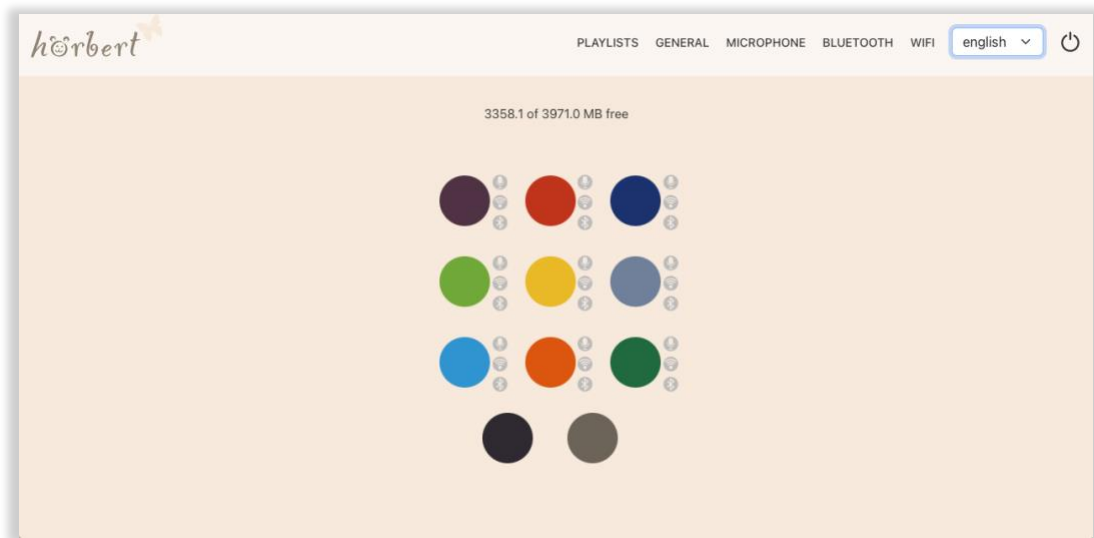 hörbert
PLAYLISTS GENERAL MICROPHONE BLUETOOTH WIFI english
3358.1 of 3971.0 MB free